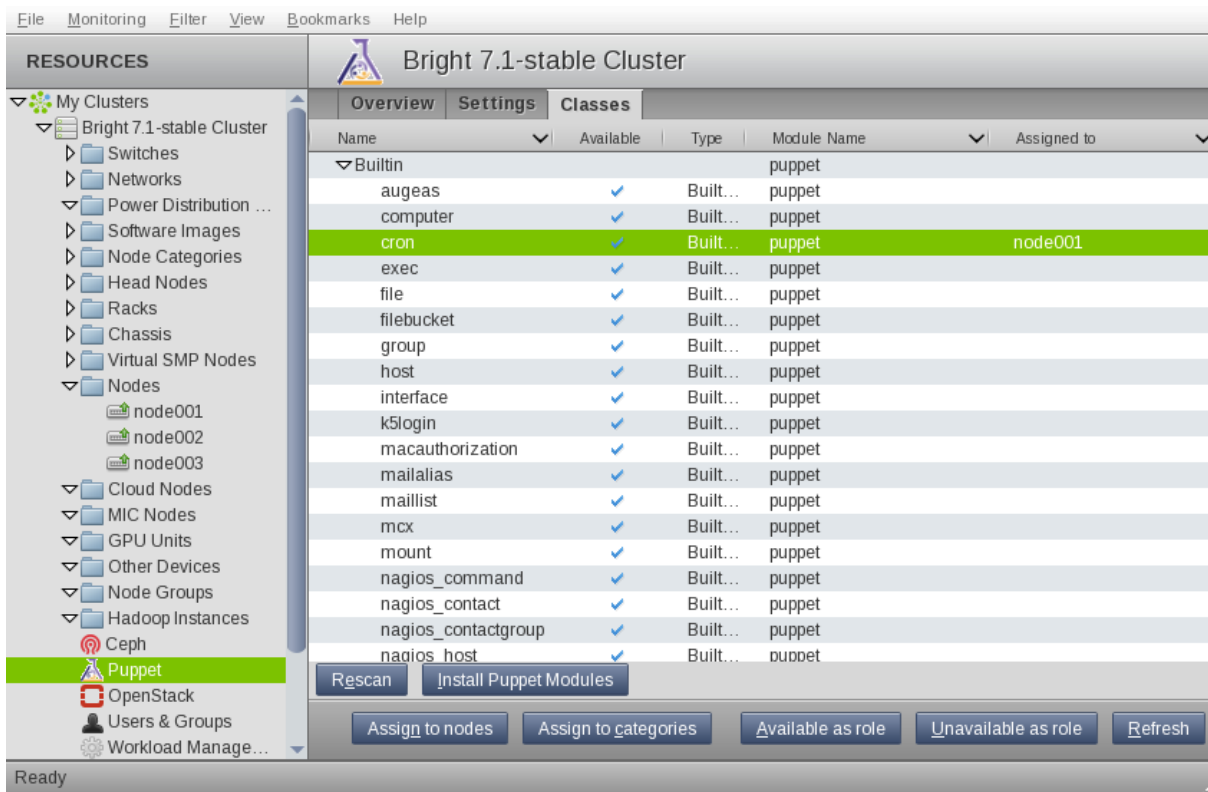 File Monitoring Filter View Bookmarks Help
RESOURCES
My Clusters
Bright 7.1-stable Cluster
Switches
Networks
Power Distribution ...
Software Images
Node Categories
Head Nodes
Racks
Chassis
Virtual SMP Nodes
Nodes
node001
node002
node003
Cloud Nodes
MIC Nodes
GPU Units
Other Devices
Node Groups
Hadoop Instances
Ceph
Puppet
OpenStack
Users & Groups
Workload Manage...
Bright 7.1-stable Cluster
Overview Settings Classes
Name Available Type Module Name Assigned to
Builtin puppet
augeas Built... puppet
computer Built... puppet
cron Built... puppet node001
exec Built... puppet
file Built... puppet
filebucket Built... puppet
group Built... puppet
host Built... puppet
interface Built... puppet
k5login Built... puppet
macauthorization Built... puppet
mailalias Built... puppet
maillist Built... puppet
mcx Built... puppet
mount Built... puppet
nagios_command Built... puppet
nagios_contact Built... puppet
nagios_contactgroup Built... puppet
nagios_host Built... puppet
Rescan Install Puppet Modules
Assign to nodes Assign to categories Available as role Unavailable as role Refresh
Ready